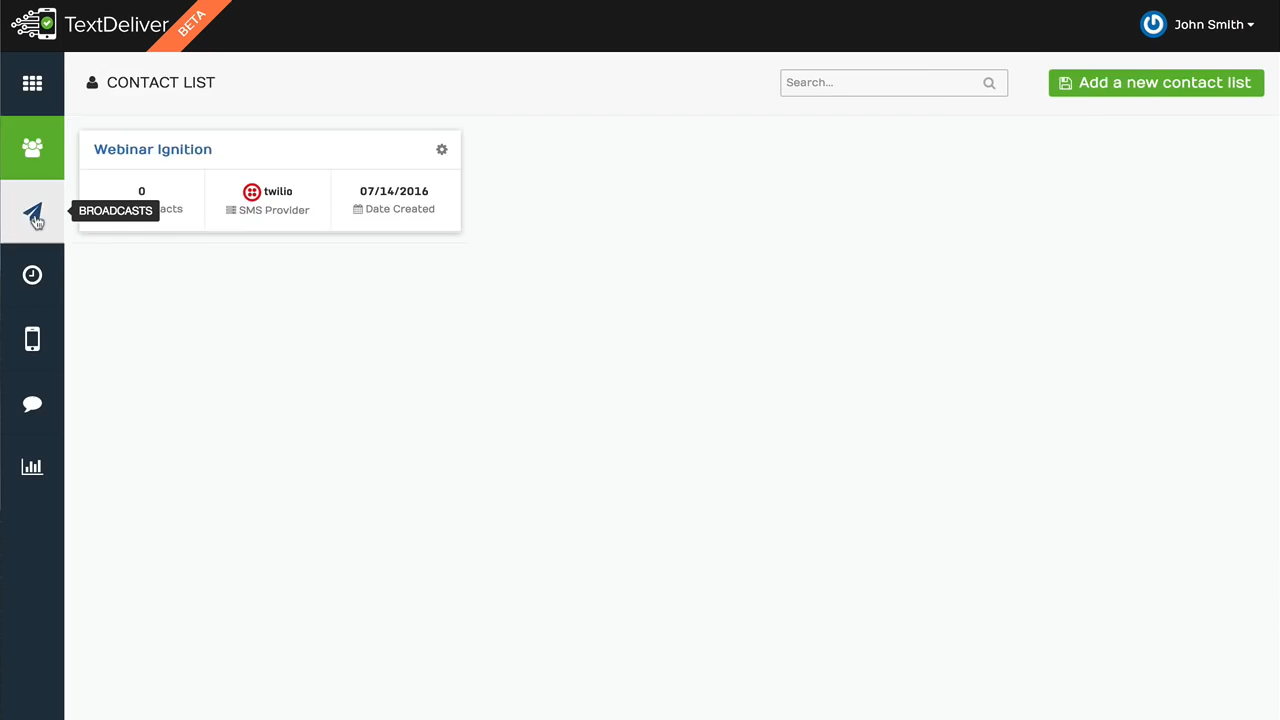 TextDeliver
BETA
John Smith
CONTACT LIST
Search...
Add a new contact list
Webinar Ignition
0
twilio
07/14/2016
BROADCASTS
SMS Provider
Date Created